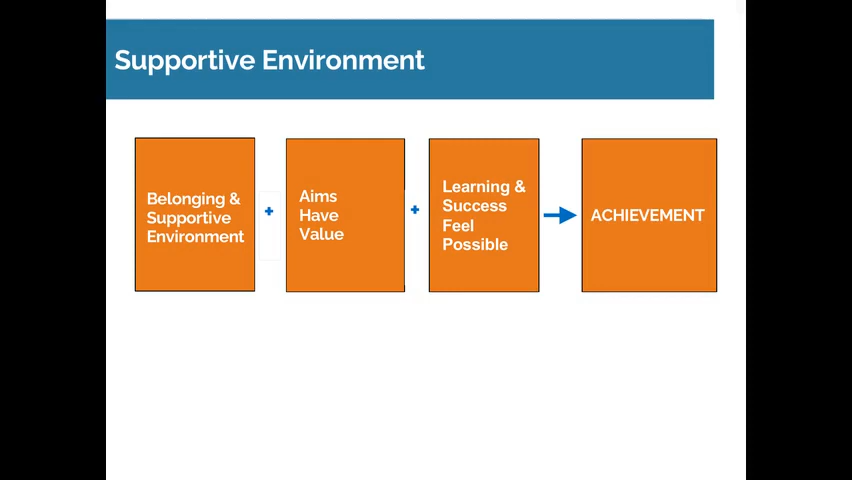 Supportive Environment
Belonging &
Supportive
Environment
+
Aims
Have
Value
+
Learning &
Success
Feel
Possible
ACHIEVEMENT